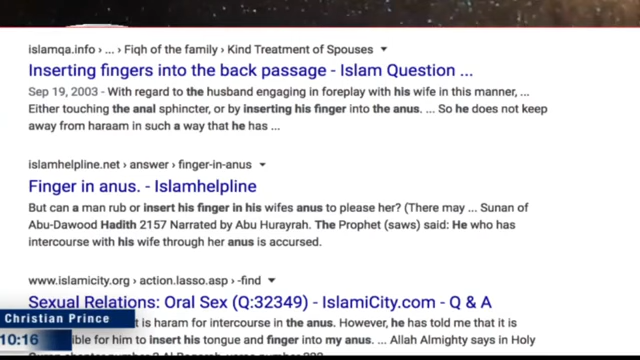 islamqa.info › ... › Fiqh of the family › Kind Treatment of Spouses
Inserting fingers into the back passage - Islam Question ...
Sep 19, 2003 - With regard to the husband engaging in foreplay with his wife in this manner, ...
Either touching the anal sphincter, or by inserting his finger into the anus. ... So he does not keep
away from haraam in such a way that he has ...
islamhelpline.net › answer › finger-in-anus
Finger in anus. - Islamhelpline
But can a man rub or insert his finger in his wifes anus to please her? (There may ... Sunan of
Abu-Dawood Hadith 2157 Narrated by Abu Hurayrah. The Prophet (saws) said: He who has
intercourse with his wife through her anus is accursed.
www.islamicity.org › action.lasso.asp › -find
Sexual Relations: Oral Sex (Q:32349) - IslamiCity.com - Q & A
t is haram for intercourse in the anus. However, he has told me that it is
ible for him to insert his tongue and finger into my anus. ... Allah Almighty says in Holy
Christian Prince
10:16